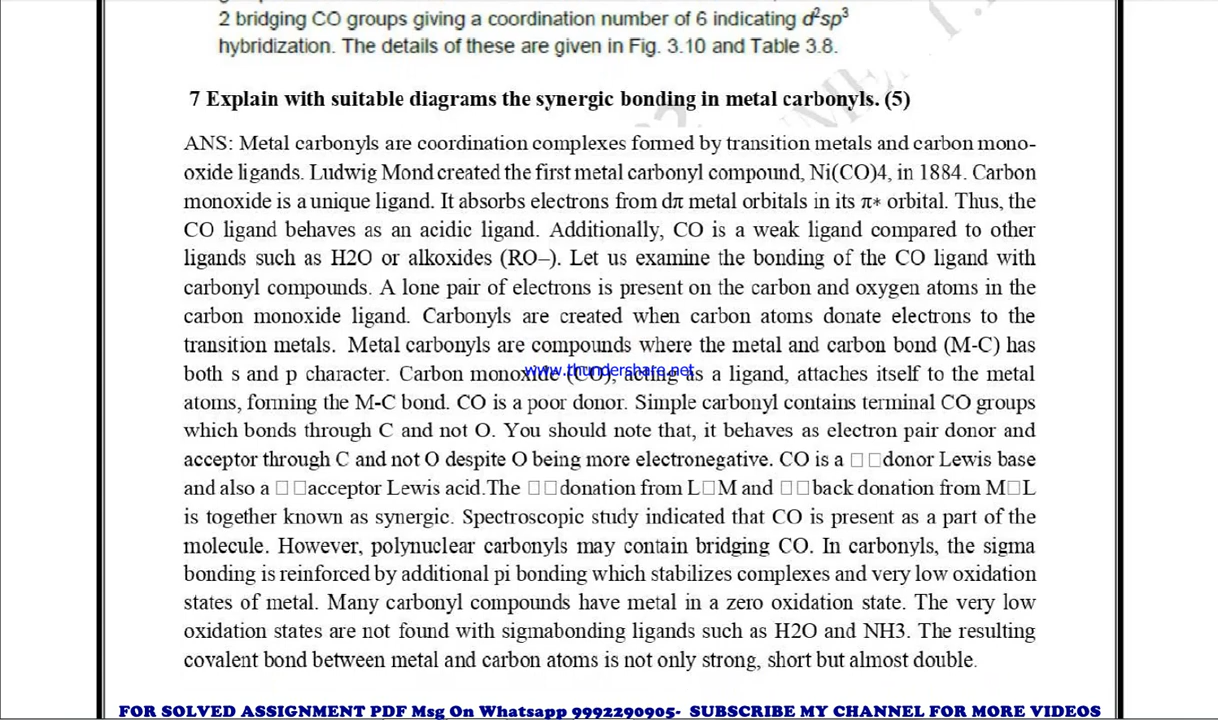 2 bridging CO groups giving a coordination number of 6 indicating d²sp³
hybridization. The details of these are given in Fig. 3.10 and Table 3.8.
7 Explain with suitable diagrams the synergic bonding in metal carbonyls. (5)
ANS: Metal carbonyls are coordination complexes formed by transition metals and carbon mono-
oxide ligands. Ludwig Mond created the first metal carbonyl compound, Ni(CO)4, in 1884. Carbon
monoxide is a unique ligand. It absorbs electrons from dπ metal orbitals in its π* orbital. Thus, the
CO ligand behaves as an acidic ligand. Additionally, CO is a weak ligand compared to other
ligands such as H2O or alkoxides (RO–). Let us examine the bonding of the CO ligand with
carbonyl compounds. A lone pair of electrons is present on the carbon and oxygen atoms in the
carbon monoxide ligand. Carbonyls are created when carbon atoms donate electrons to the
transition metals. Metal carbonyls are compounds where the metal and carbon bond (M-C) has
both s and p character. Carbon monoxide (CO), acting as a ligand, attaches itself to the metal
www.thundershare.net
atoms, forming the M-C bond. CO is a poor donor. Simple carbonyl contains terminal CO groups
which bonds through C and not O. You should note that, it behaves as electron pair donor and
acceptor through C and not O despite O being more electronegative. CO is a □ □donor Lewis base
and also a □ □acceptor Lewis acid.The □ □donation from L□M and □ □back donation from M□L
is together known as synergic. Spectroscopic study indicated that CO is present as a part of the
molecule. However, polynuclear carbonyls may contain bridging CO. In carbonyls, the sigma
bonding is reinforced by additional pi bonding which stabilizes complexes and very low oxidation
states of metal. Many carbonyl compounds have metal in a zero oxidation state. The very low
oxidation states are not found with sigmabonding ligands such as H2O and NH3. The resulting
covalent bond between metal and carbon atoms is not only strong, short but almost double.
FOR SOLVED ASSIGNMENT PDF Msg On Whatsapp 9992290905- SUBSCRIBE MY CHANNEL FOR MORE VIDEOS